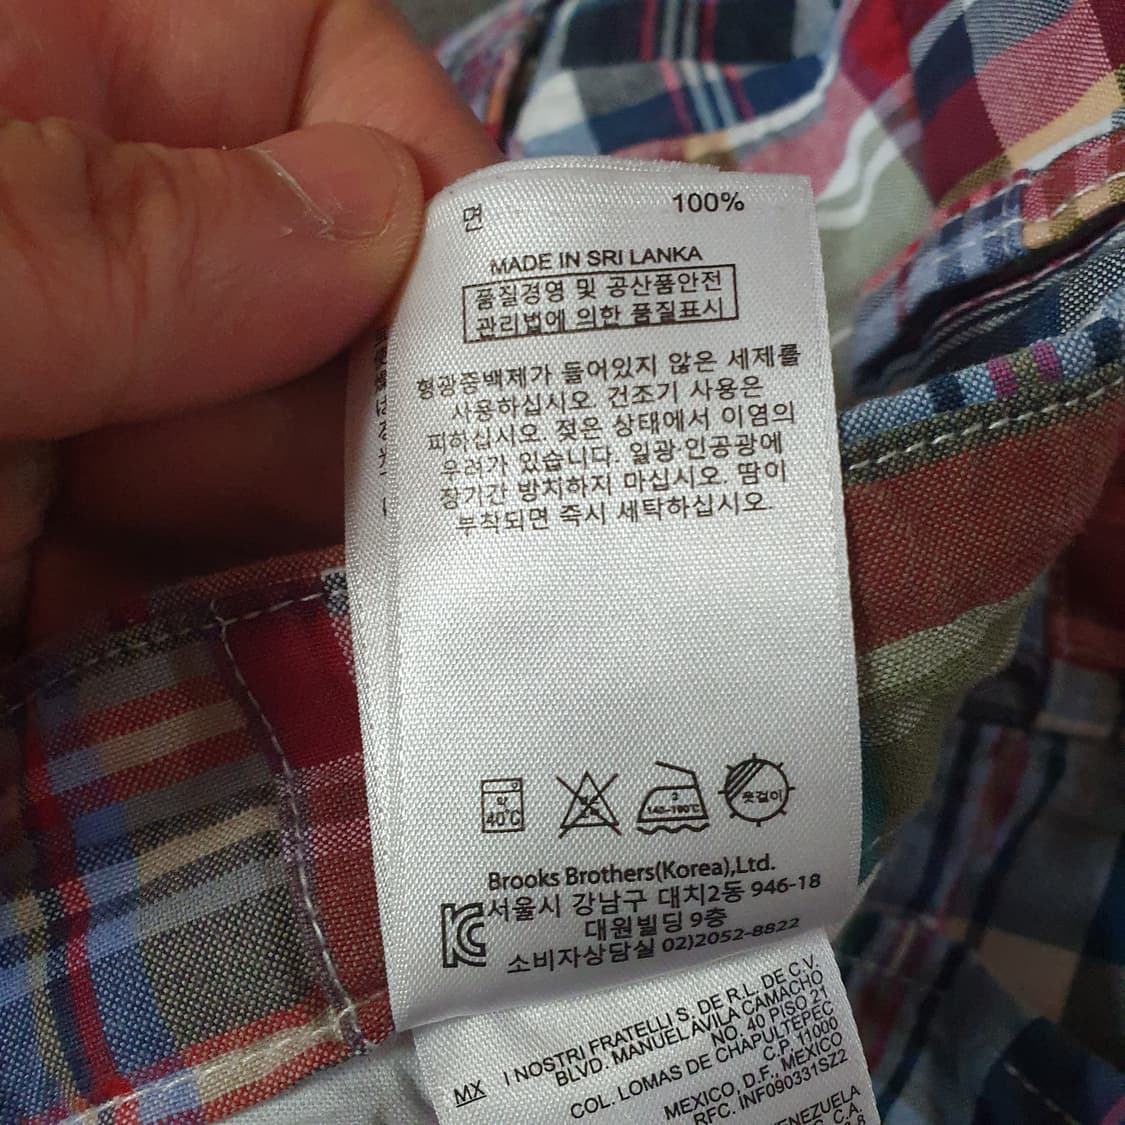 면 100%
MADE IN SRI LANKA
품질경영 및 공산품안전
관리법에 의한 품질표시
형광증백제가 들어있지 않은 세제를
사용하십시오. 건조기 사용은
피하십시오. 젖은 상태에서 이염의
우려가 있습니다. 일광·인공광에
장기간 방치하지 마십시오. 땀이
부착되면 즉시 세탁하십시오.
약
40°C
2
140-160°C
옷걸이
Brooks Brothers(Korea),Ltd.
서울시 강남구 대치2동 946-18
대원빌딩 9층
소비자상담실 02)2052-8822
MX I NOSTRI FRATELLI S. DE R.L. DE C.V.
BLVD. MANUEL AVILA CAMACHO
NO. 40 PISO 21
COL. LOMAS DE CHAPULTEPEC
C.P. 11000
MEXICO, D.F., MEXICO
RFC. INF090331SZ2
C.A.